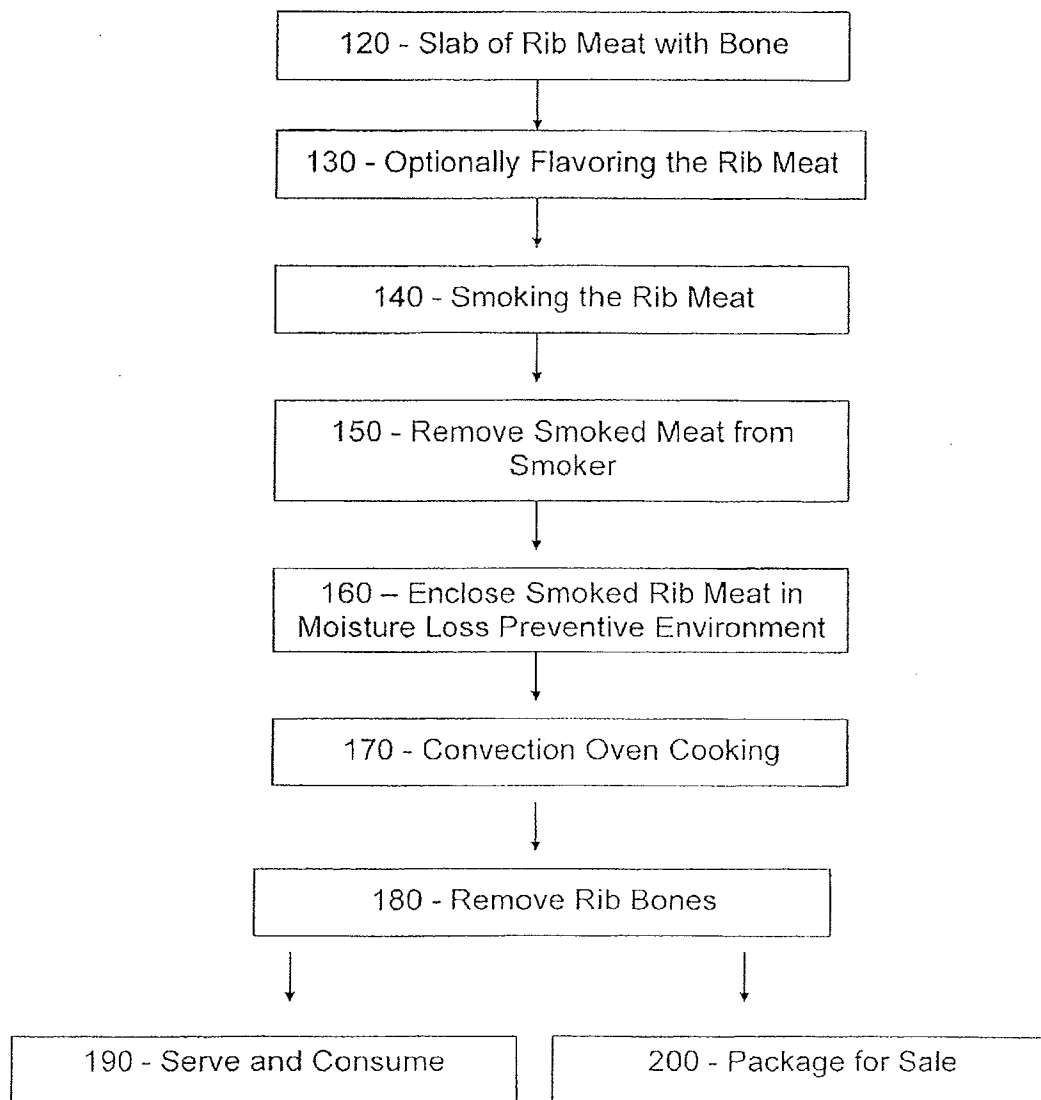 120 - Slab of Rib Meat with Bone
130 - Optionally Flavoring the Rib Meat
140 - Smoking the Rib Meat
150 - Remove Smoked Meat from
Smoker
160 – Enclose Smoked Rib Meat in
Moisture Loss Preventive Environment
170 - Convection Oven Cooking
180 - Remove Rib Bones
190 - Serve and Consume
200 - Package for Sale